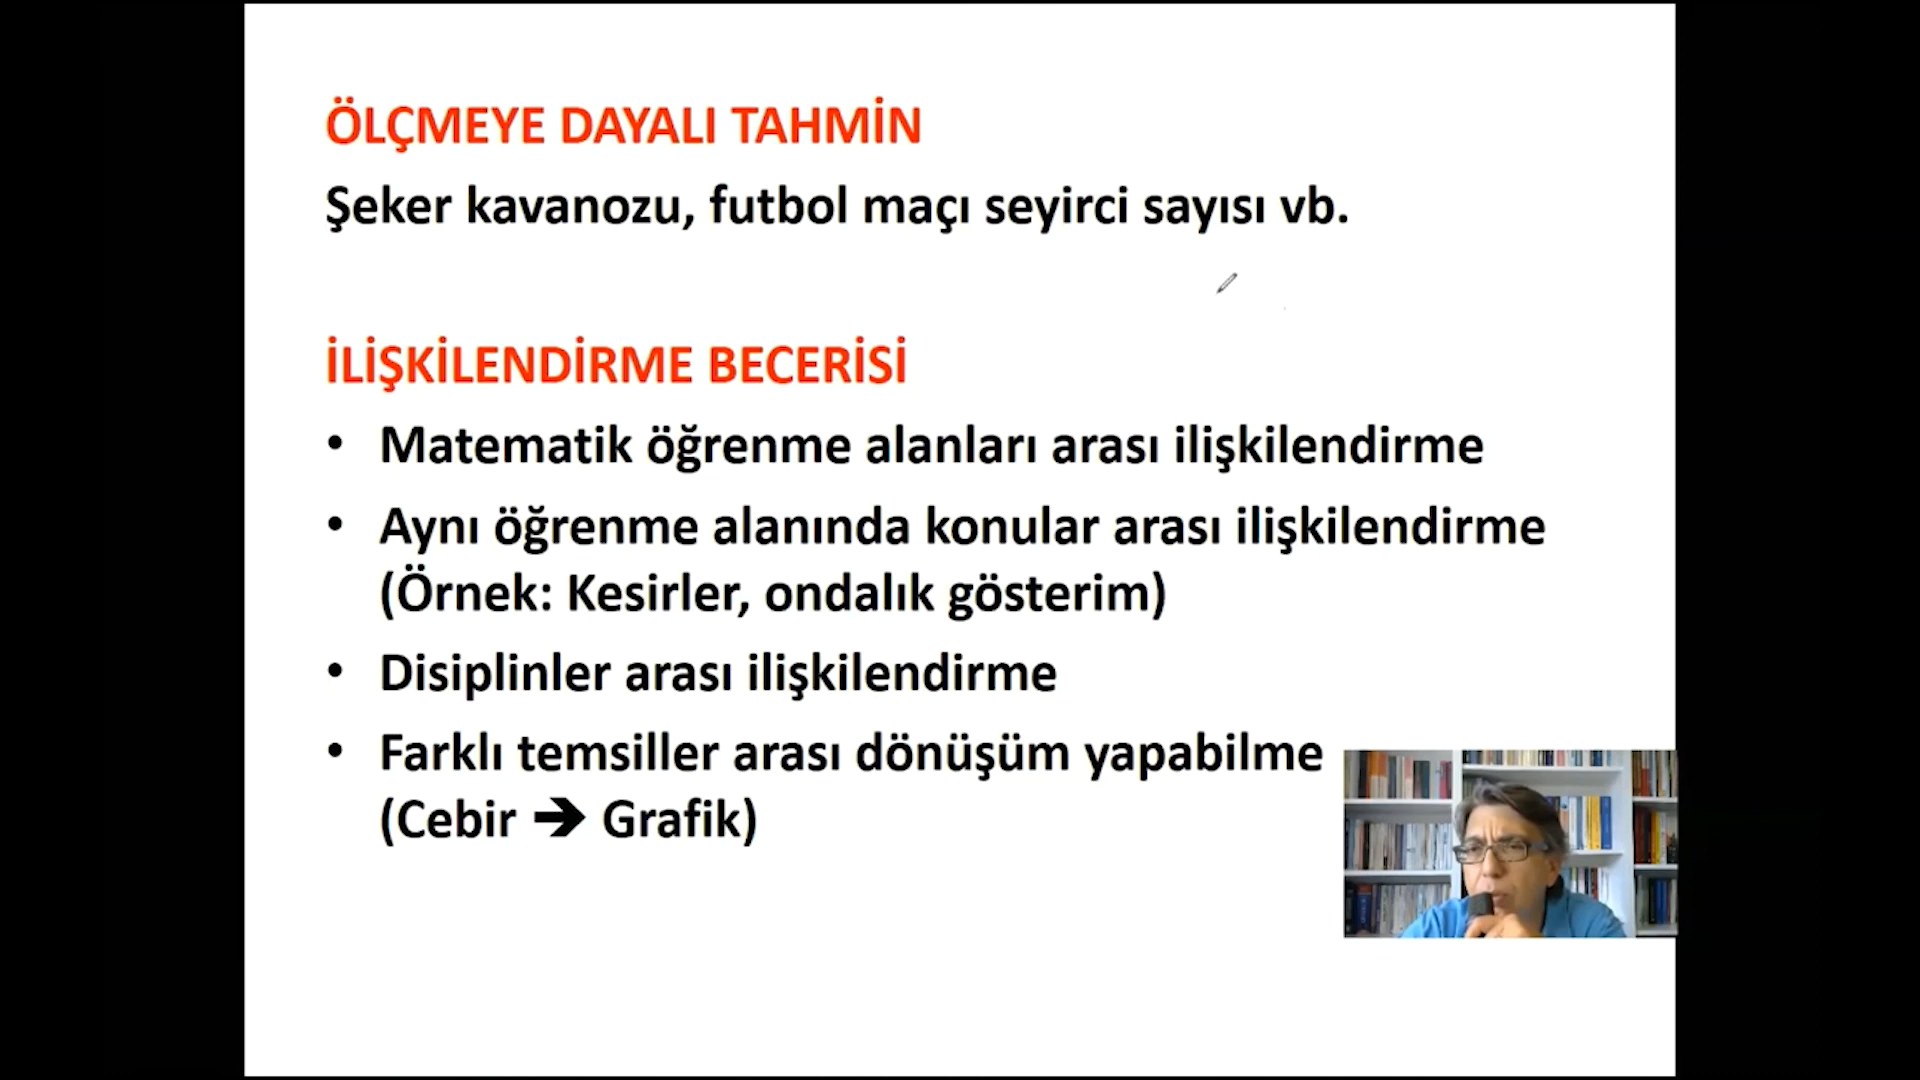 ÖLÇMEYE DAYALI TAHMİN
Şeker kavanozu, futbol maçı seyirci sayısı vb.
İLİŞKİLENDİRME BECERİSİ
• Matematik öğrenme alanları arası ilişkilendirme
• Aynı öğrenme alanında konular arası ilişkilendirme
(Örnek: Kesirler, ondalık gösterim)
• Disiplinler arası ilişkilendirme
• Farklı temsiller arası dönüşüm yapabilme
(Cebir ➔ Grafik)